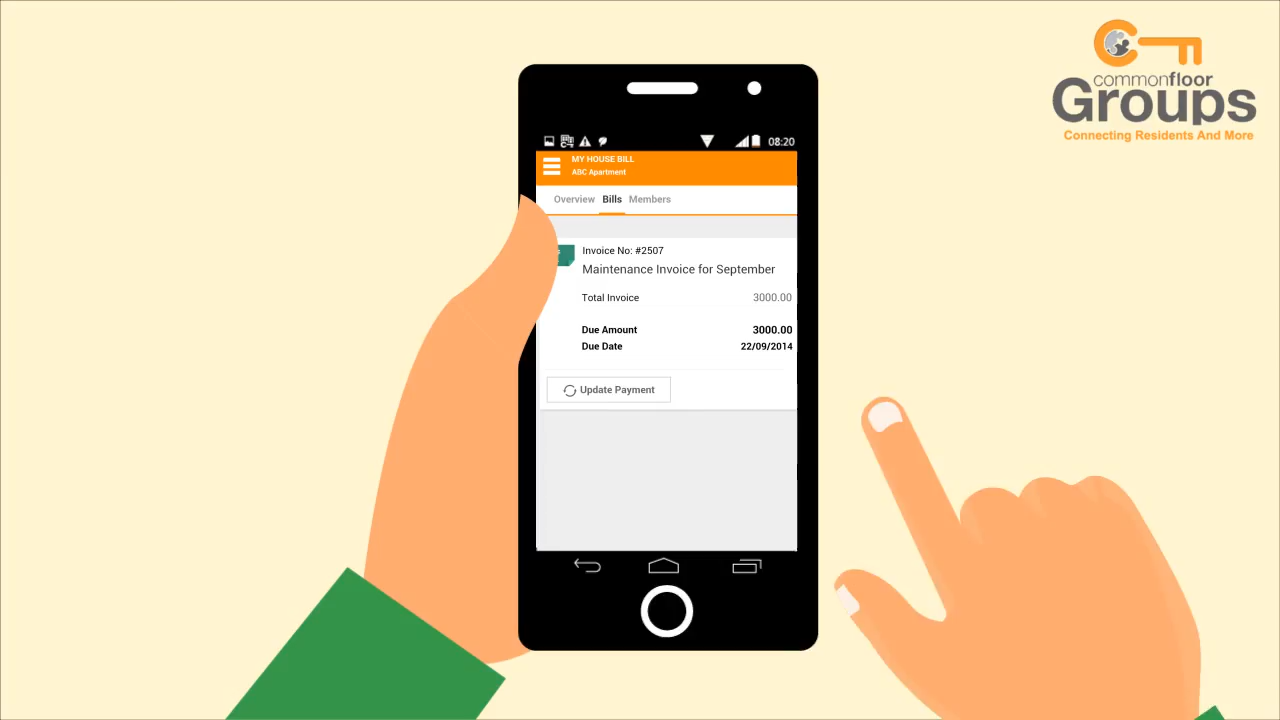 commonfloor
Groups
Connecting Residents And More
08:20
MY HOUSE BILL
ABC Apartment
Overview Bills Members
Invoice No: #2507
Maintenance Invoice for September
Total Invoice 3000.00
Due Amount 3000.00
Due Date 22/09/2014
Update Payment